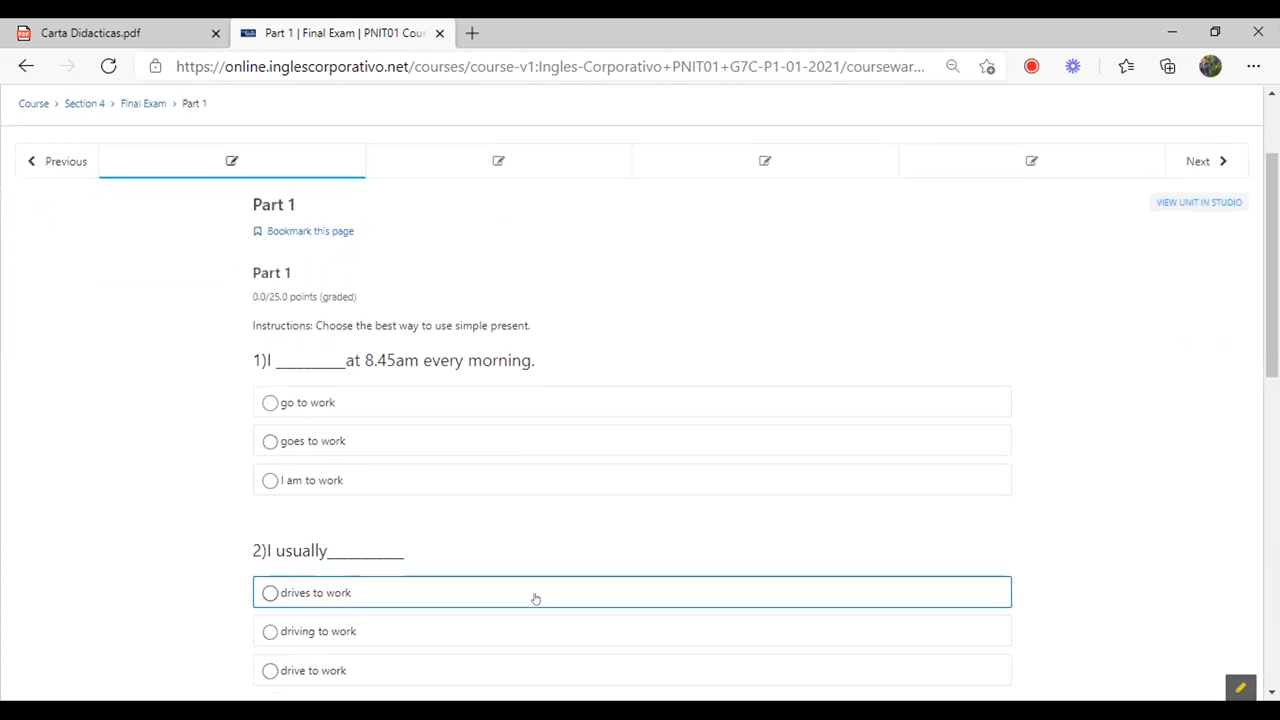 Carta Didacticas.pdf
Part 1 | Final Exam | PNIT01 Cour
https://online.inglescorporativo.net/courses/course-v1:Ingles-Corporativo+PNIT01+G7C-P1-01-2021/coursewar...
Course > Section 4 > Final Exam > Part 1
Previous
Next
Part 1
VIEW UNIT IN STUDIO
Bookmark this page
Part 1
0.0/25.0 points (graded)
Instructions: Choose the best way to use simple present.
1)I __________at 8.45am every morning.
go to work
goes to work
I am to work
2)I usually___________
drives to work
driving to work
drive to work